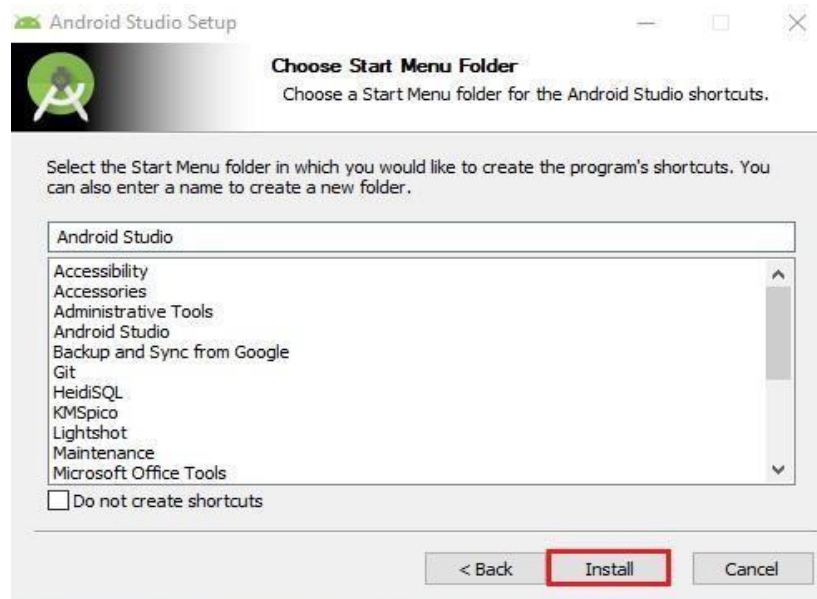 Android Studio Setup
Choose Start Menu Folder
Choose a Start Menu folder for the Android Studio shortcuts.
Select the Start Menu folder in which you would like to create the program's shortcuts. You
can also enter a name to create a new folder.
Android Studio
Accessibility
Accessories
Administrative Tools
Android Studio
Backup and Sync from Google
Git
HeidiSQL
KMSpico
Lightshot
Maintenance
Microsoft Office Tools
Do not create shortcuts
< Back Install Cancel